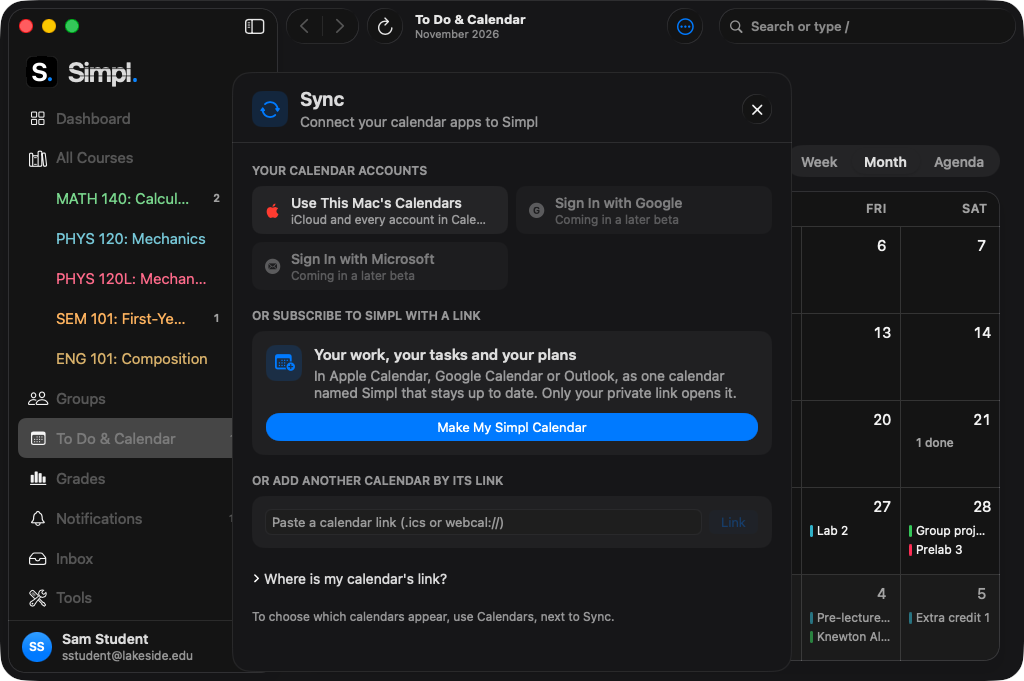 To Do & Calendar
November 2026
Search or type /
S.
Simpl.
Dashboard
All Courses
MATH 140: Calcul... 2
PHYS 120: Mechanics
PHYS 120L: Mechan...
SEM 101: First-Ye... 1
ENG 101: Composition
Groups
To Do & Calendar
Grades
Notifications
Inbox
Tools
SS
Sam Student
sstudent@lakeside.edu
Sync
Connect your calendar apps to Simpl
YOUR CALENDAR ACCOUNTS
Use This Mac's Calendars
iCloud and every account in Cale...
G
Sign In with Google
Coming in a later beta
Sign In with Microsoft
Coming in a later beta
OR SUBSCRIBE TO SIMPL WITH A LINK
Your work, your tasks and your plans
In Apple Calendar, Google Calendar or Outlook, as one calendar
named Simpl that stays up to date. Only your private link opens it.
Make My Simpl Calendar
OR ADD ANOTHER CALENDAR BY ITS LINK
Paste a calendar link (.ics or webcal://)
Link
Where is my calendar's link?
To choose which calendars appear, use Calendars, next to Sync.
Week Month Agenda
FRI SAT
6 7
13 14
20 21
1 done
27 28
Lab 2
Group proj...
Prelab 3
4 5
Pre-lecture...
Knewton Al...
Extra credit 1